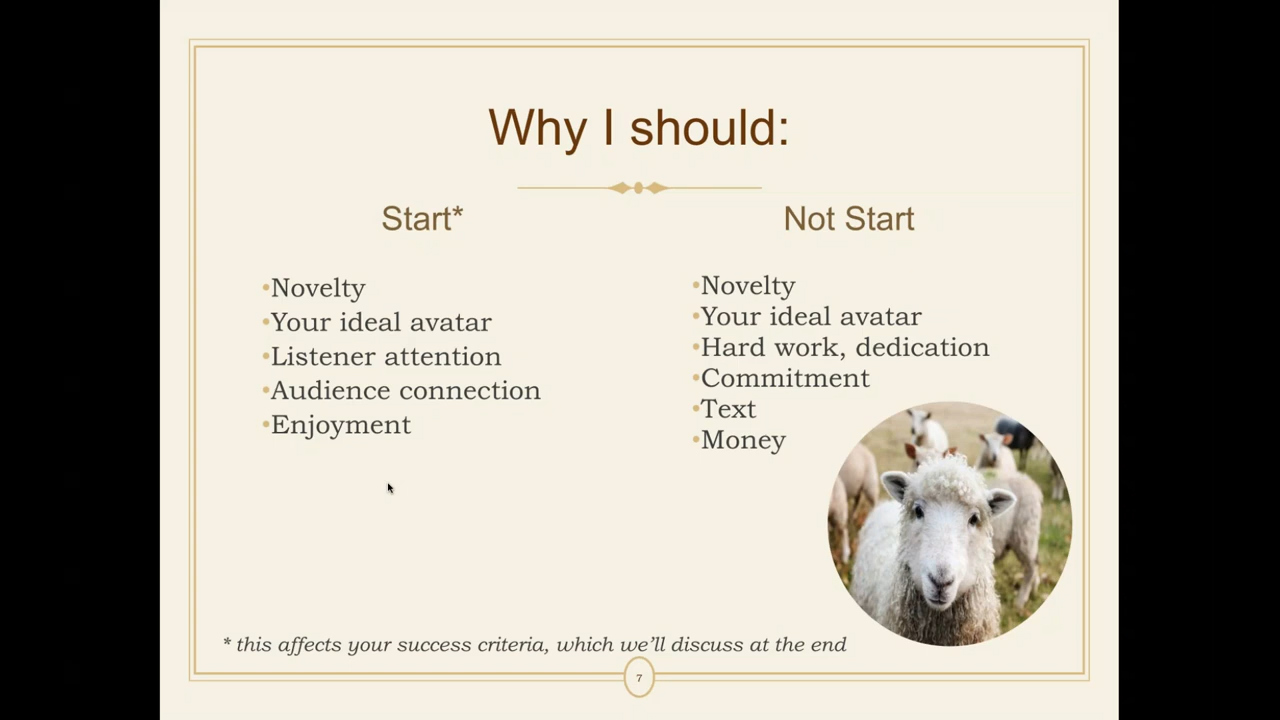 Why I should:
Start*
•Novelty
•Your ideal avatar
•Listener attention
•Audience connection
•Enjoyment
Not Start
•Novelty
•Your ideal avatar
•Hard work, dedication
•Commitment
•Text
•Money
* this affects your success criteria, which we’ll discuss at the end
7